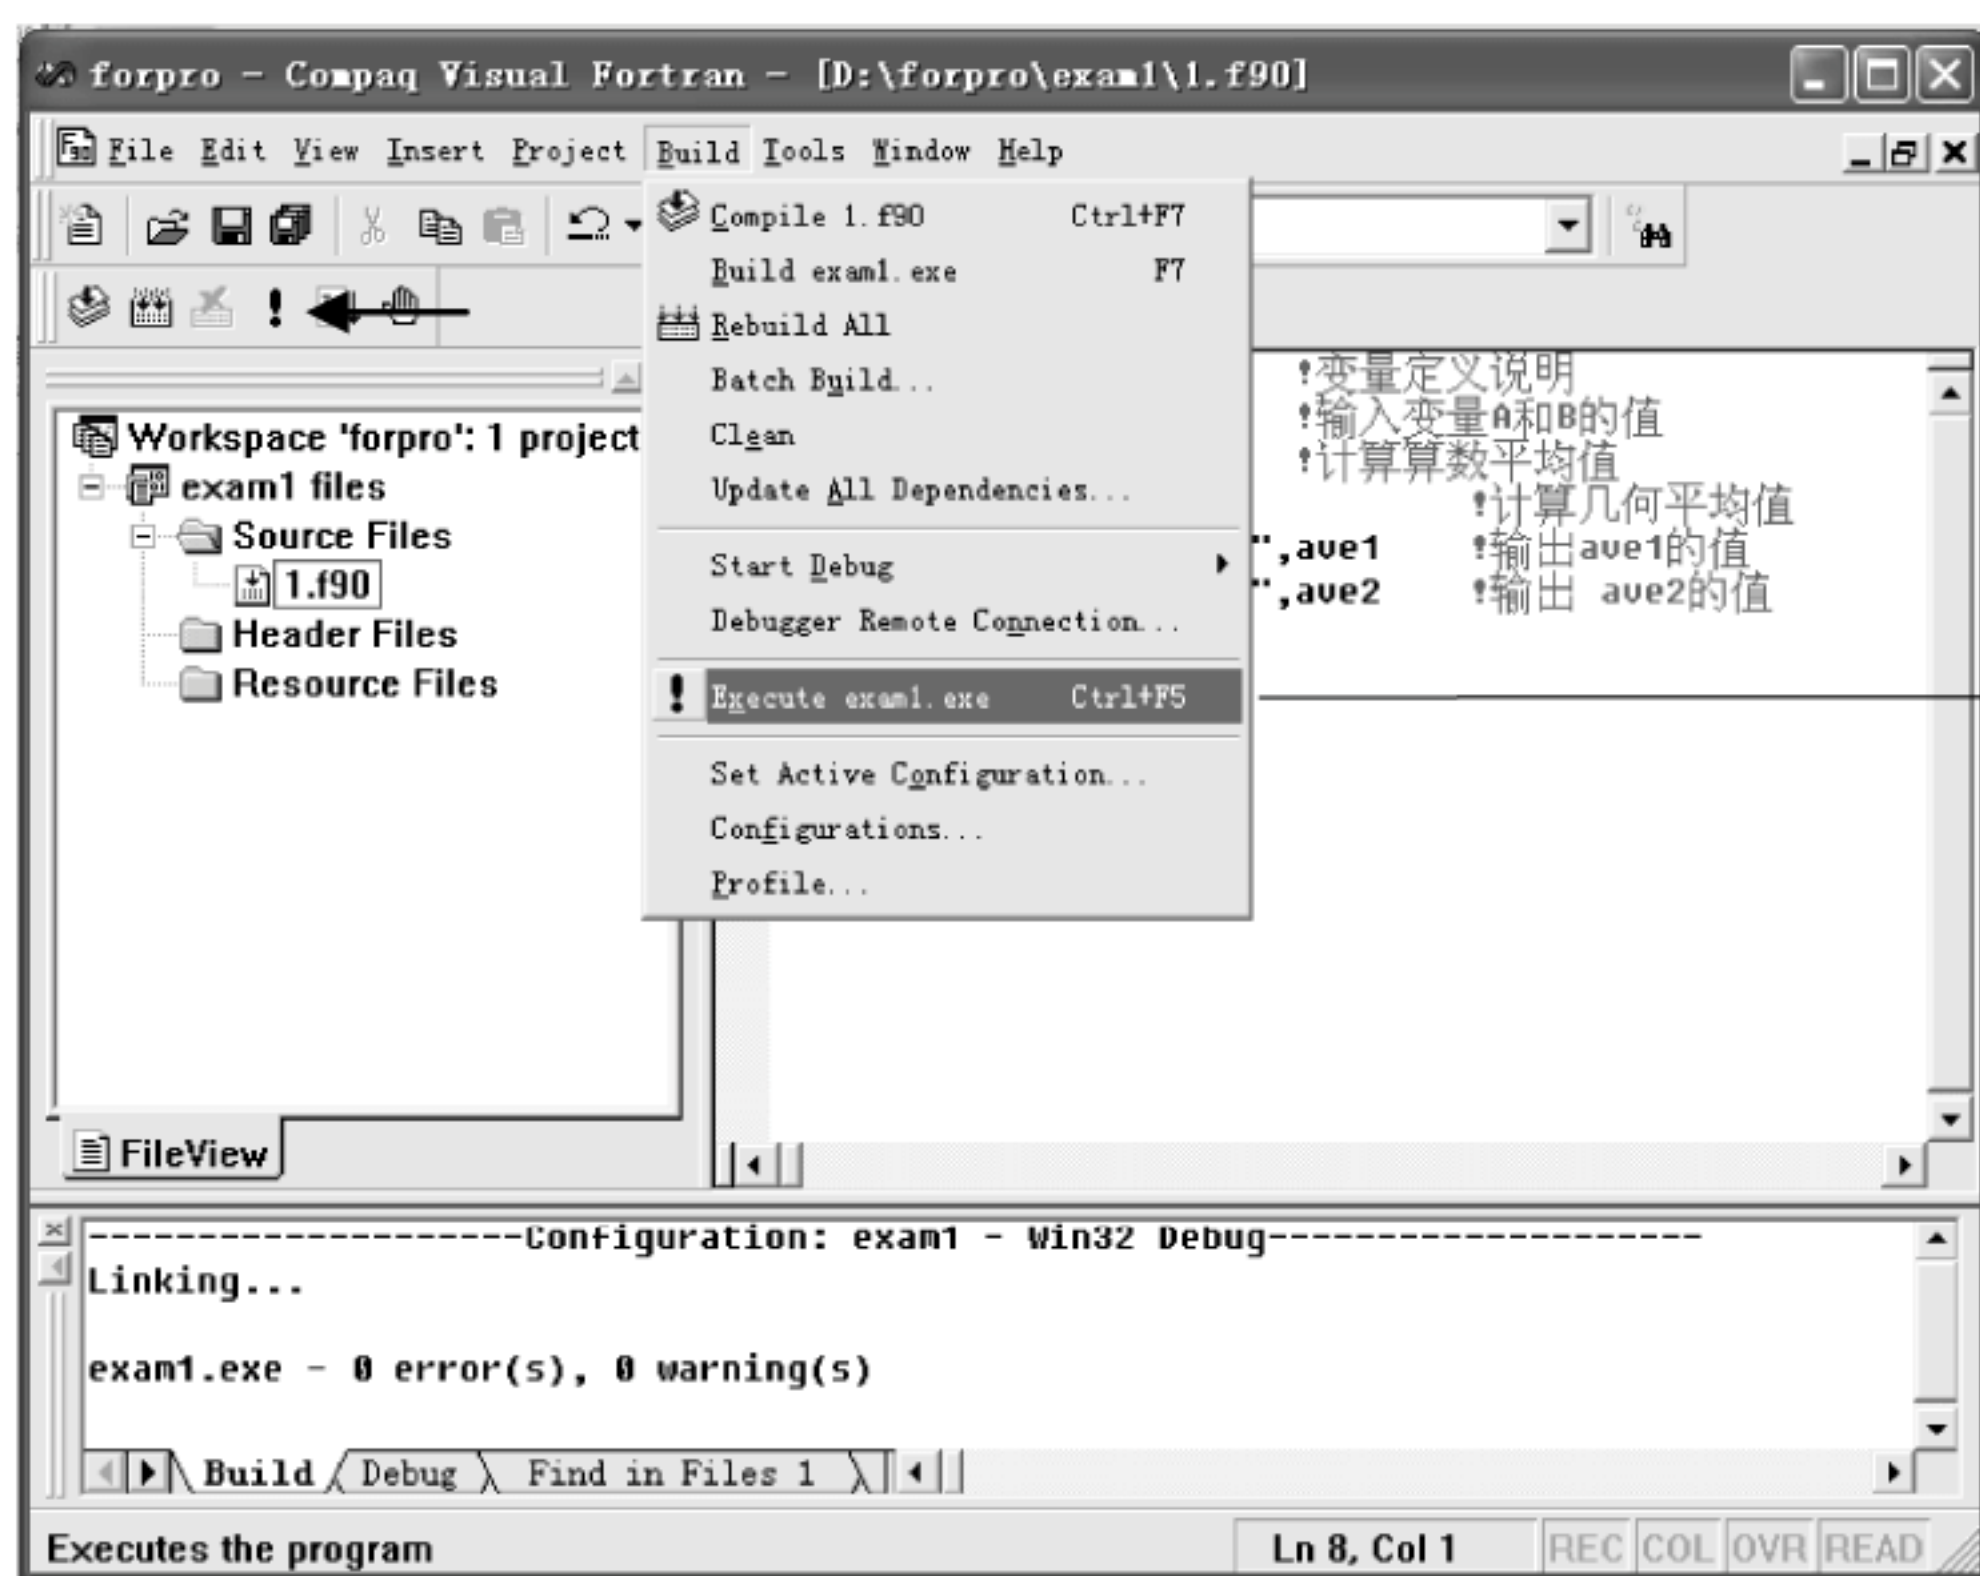 forpro - Compaq Visual Fortran - [D:\forpro\exam1\1.f90]
File Edit View Insert Project Build Tools Window Help
Compile 1.f90 Ctrl+F7
Build exam1.exe F7
Rebuild All
Batch Build...
Clean
Update All Dependencies...
Start Debug
Debugger Remote Connection...
Execute exam1.exe Ctrl+F5
Set Active Configuration...
Configurations...
Profile...
Workspace 'forpro': 1 project
exam1 files
Source Files
1.f90
Header Files
Resource Files
FileView
!变量定义说明
!输入变量A和B的值
!计算算数平均值
!计算几何平均值
",ave1 !输出ave1的值
",ave2 !输出 ave2的值
--------------------Configuration: exam1 - Win32 Debug--------------------
Linking...
exam1.exe - 0 error(s), 0 warning(s)
Build Debug Find in Files 1
Executes the program Ln 8, Col 1 REC COL OVR READ